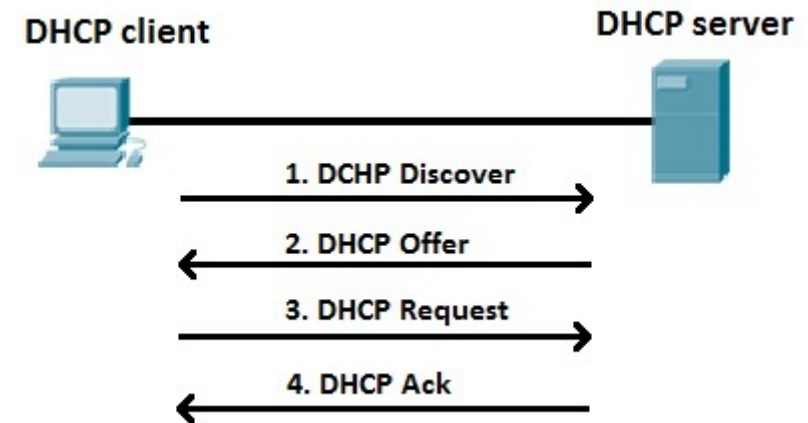 DHCP client
DHCP server
1. DCHP Discover
2. DHCP Offer
3. DHCP Request
4. DHCP Ack